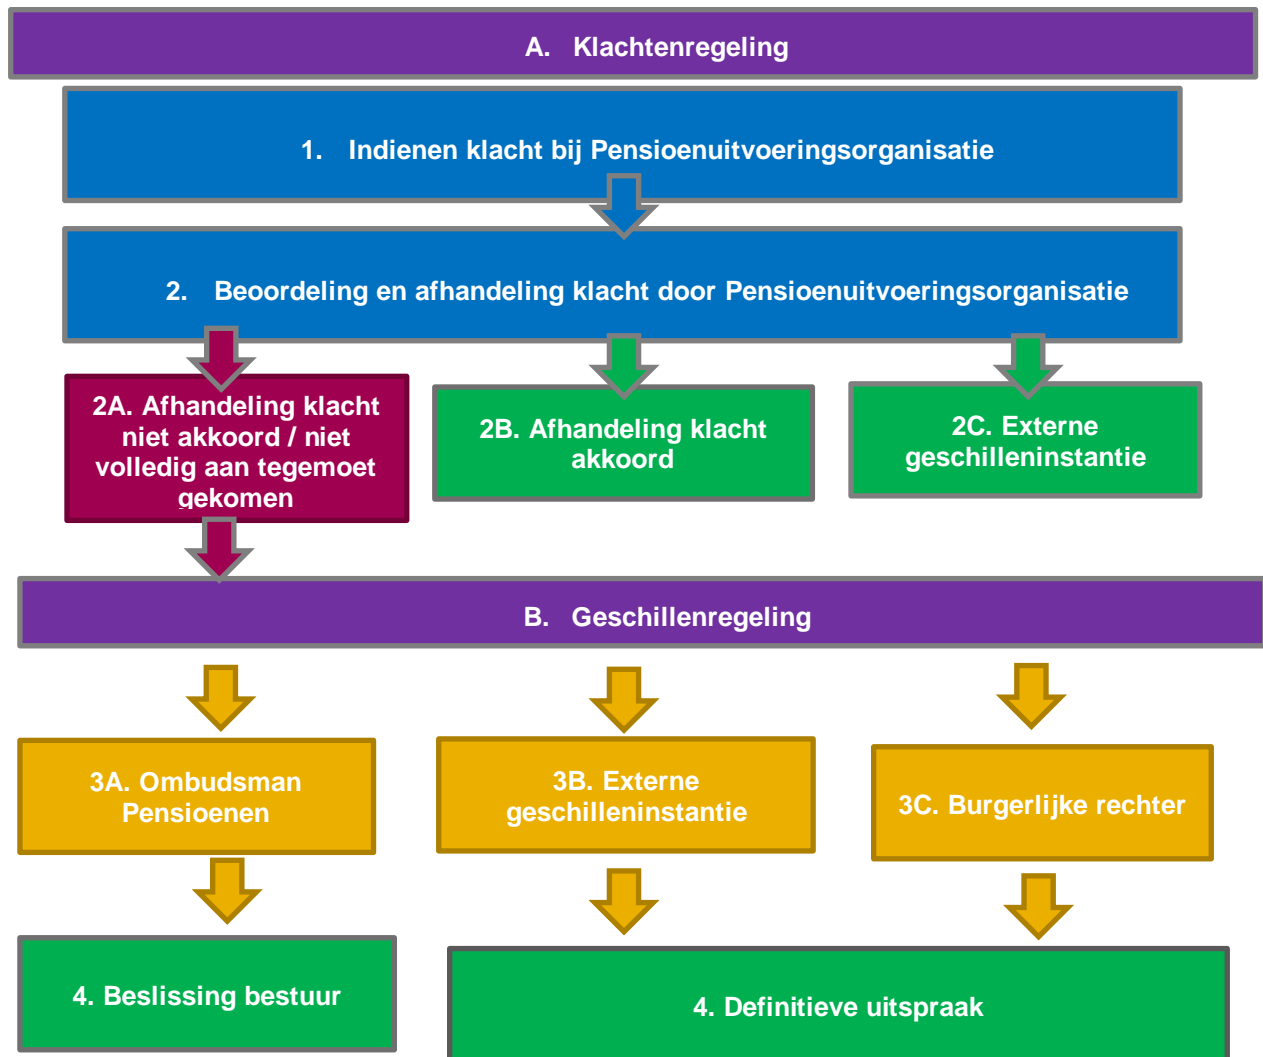 A. Klachtenregeling
1. Indienen klacht bij Pensioenuitvoeringsorganisatie
2. Beoordeling en afhandeling klacht door Pensioenuitvoeringsorganisatie
2A. Afhandeling klacht
niet akkoord / niet
volledig aan tegemoet
gekomen
2B. Afhandeling klacht
akkoord
2C. Externe
geschilleninstantie
B. Geschillenregeling
3A. Ombudsman
Pensioenen
3B. Externe
geschilleninstantie
3C. Burgerlijke rechter
4. Beslissing bestuur
4. Definitieve uitspraak